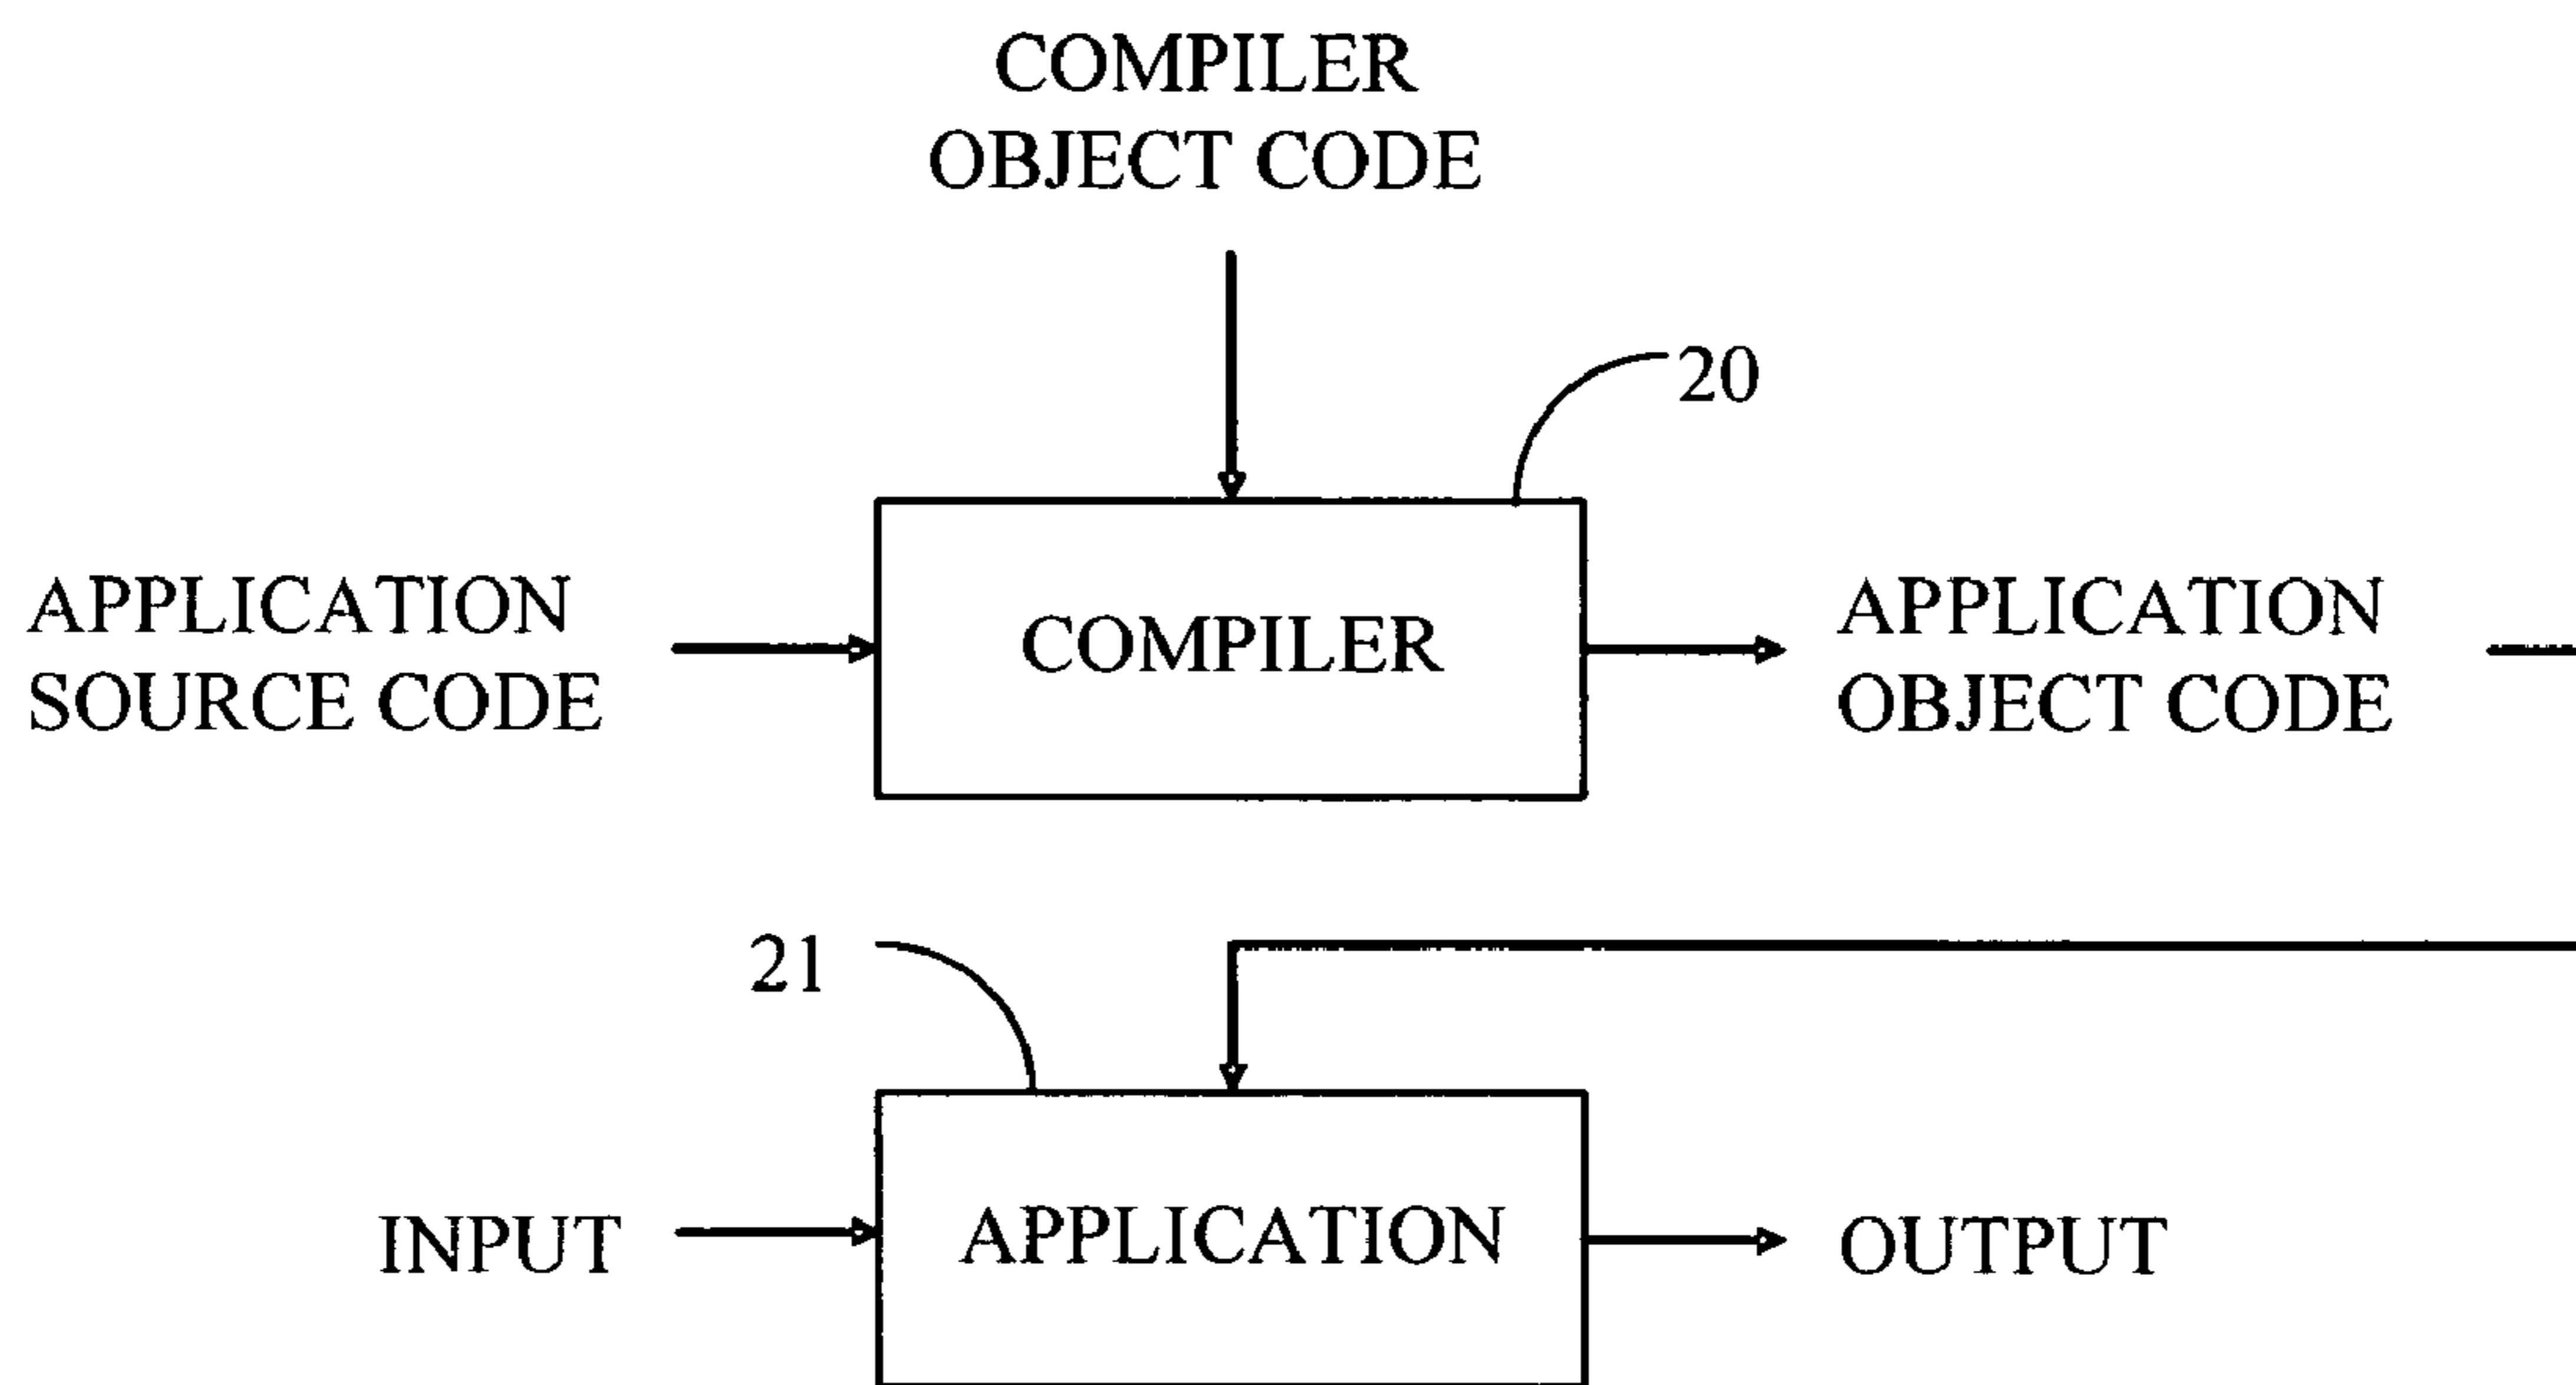 COMPILER
OBJECT CODE
20
APPLICATION
SOURCE CODE
COMPILER
APPLICATION
OBJECT CODE
21
INPUT
APPLICATION
OUTPUT